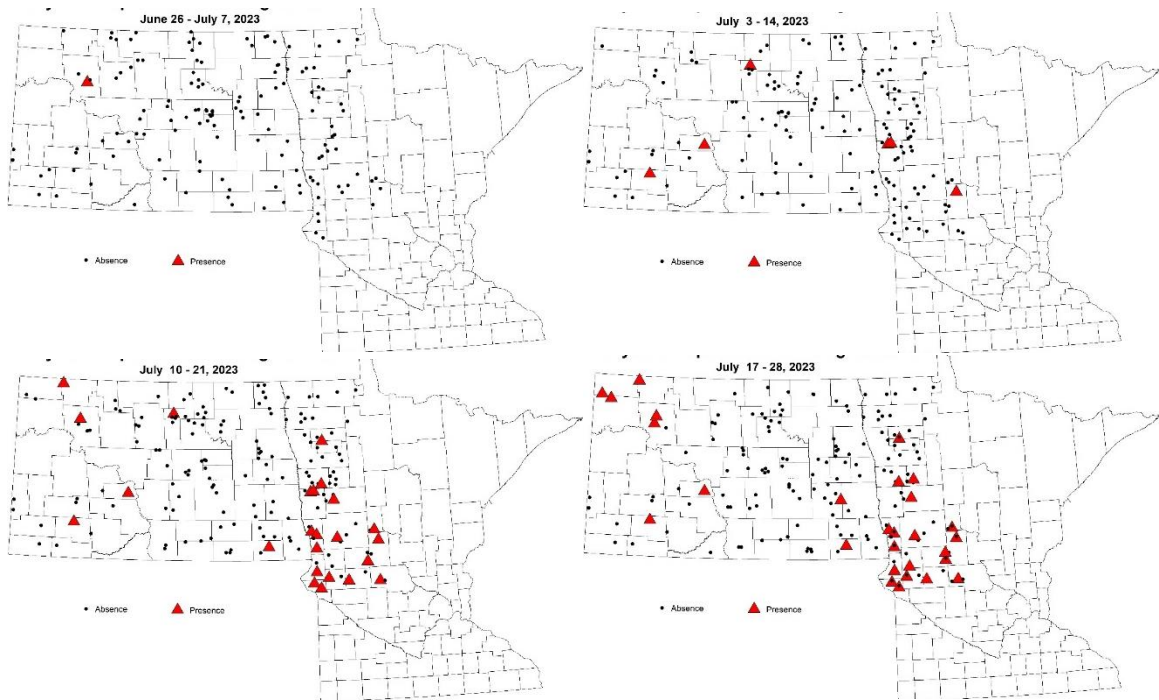 June 26 - July 7, 2023
July 3 - 14, 2023
Absence
Presence
Absence
Presence
July 10 - 21, 2023
July 17 - 28, 2023
Absence
Presence
Absence
Presence